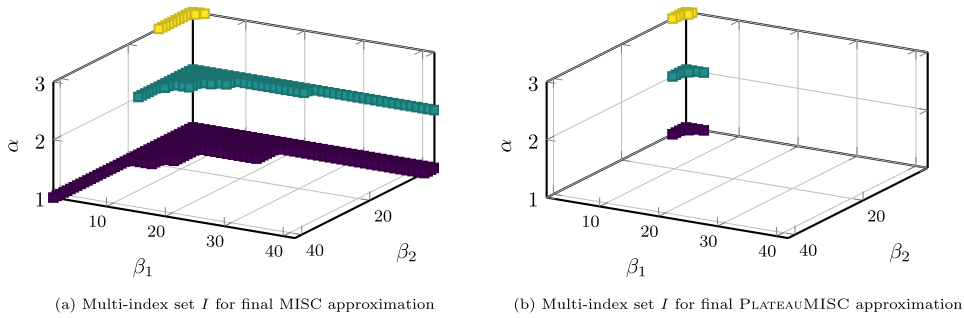 3
2
1
α
10
20
30
40
β1
40
20
β2
3
2
1
α
10
20
30
40
β1
40
20
β2
(a) Multi-index set I for final MISC approximation
(b) Multi-index set I for final PLATEAUMISC approximation